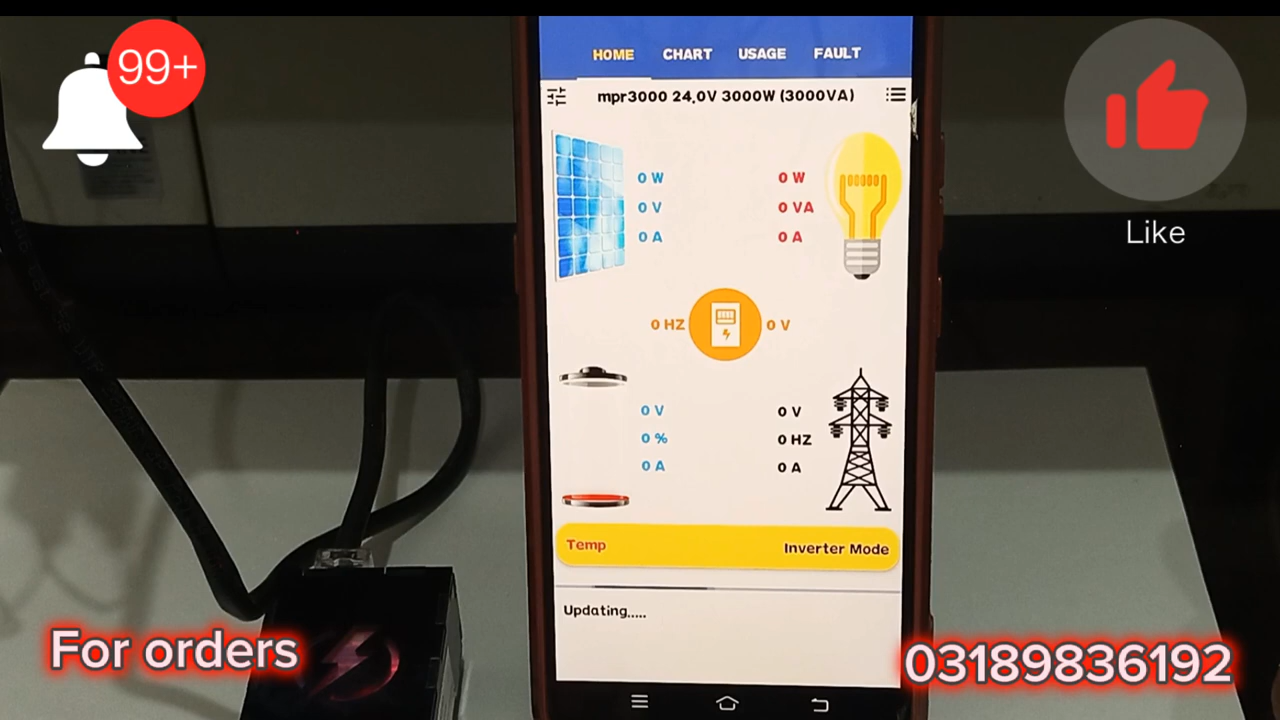 99+
HOME CHART USAGE FAULT
mpr3000 24.0V 3000W (3000VA)
0 W 0 W
0 V 0 VA
0 A 0 A
0 HZ 0 V
0 V 0 V
0 % 0 HZ
0 A 0 A
Temp Inverter Mode
Updating.....
Like
For orders
03189836192